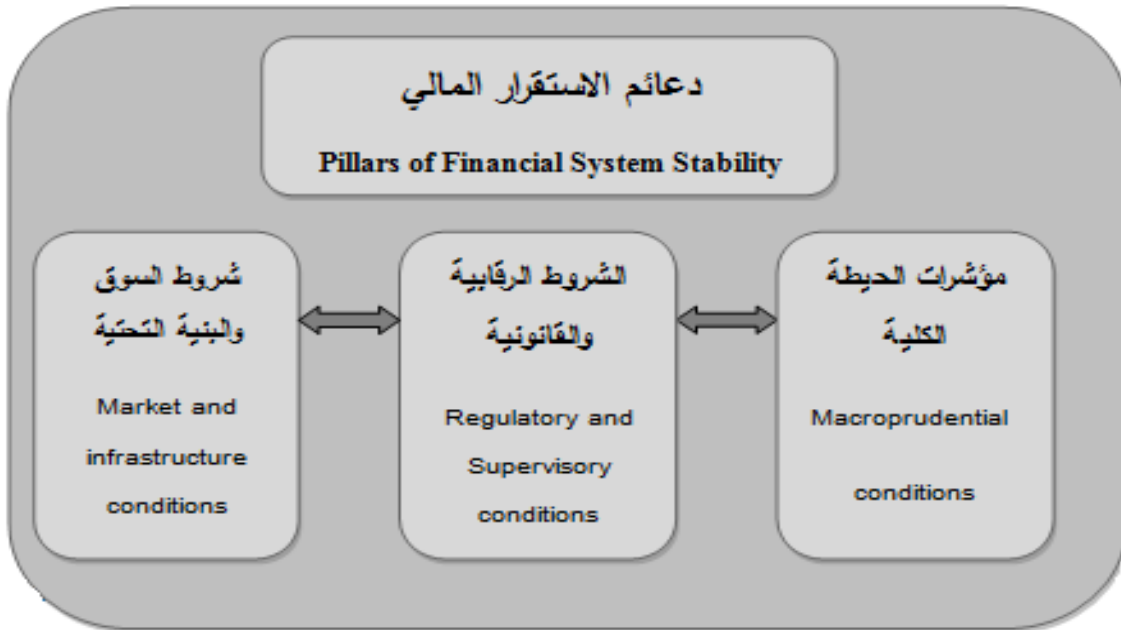 دعائم الاستقرار المالي
Pillars of Financial System Stability
مؤشرات الحيطة
الكلية
Macroprudential
conditions
الشروط الرقابية
والقانونية
Regulatory and
Supervisory
conditions
شروط السوق
والبنية التحتية
Market and
infrastructure
conditions